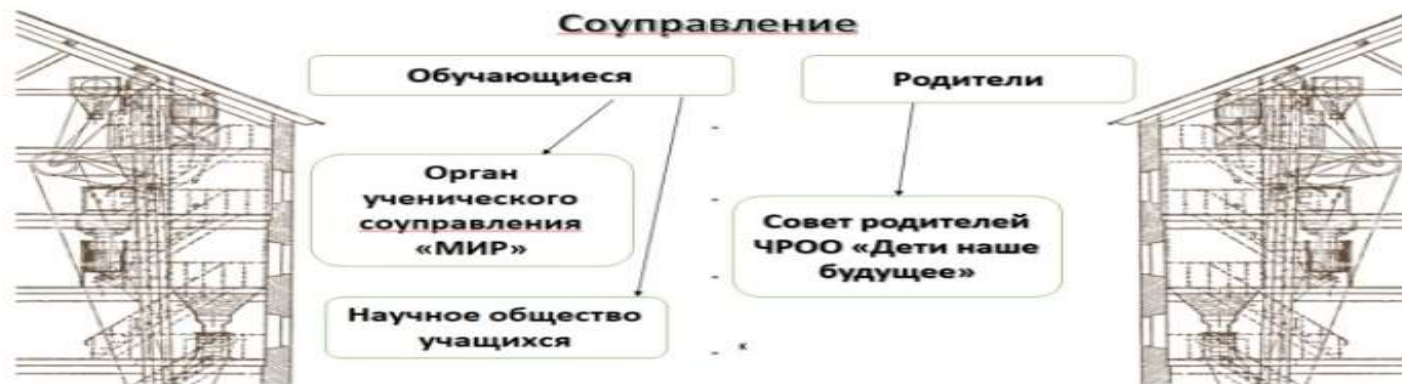 Соуправление
Обучающиеся
Родители
Орган
ученического
соуправления
«МИР»
Совет родителей
ЧРОО «Дети наше
будущее»
Научное общество
учащихся
-
-
-
- к